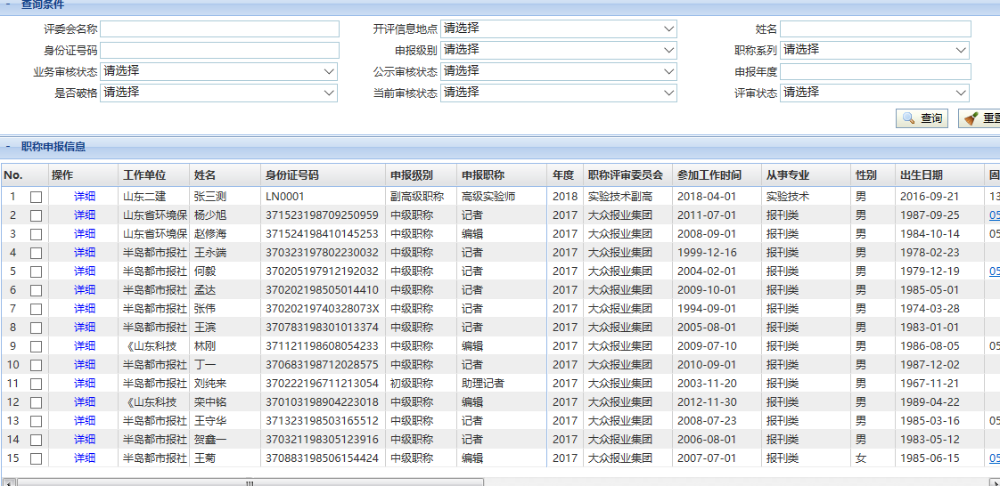 - 查询条件
评委会名称 开评信息地点 请选择 姓名
身份证号码 申报级别 请选择 职称系列 请选择
业务审核状态 请选择 公示审核状态 请选择 申报年度
是否破格 请选择 当前审核状态 请选择 评审状态 请选择
查询 重置
- 职称申报信息
No. 操作 工作单位 姓名 身份证号码 申报级别 申报职称 年度 职称评审委员会 参加工作时间 从事专业 性别 出生日期 固
1 详细 山东二建 张三测 LN0001 副高级职称 高级实验师 2018 实验技术副高 2018-04-01 实验技术 男 2016-09-21 13
2 详细 山东省环境保 杨少旭 371523198709250959 中级职称 记者 2017 大众报业集团 2011-07-01 报刊类 男 1987-09-25 05
3 详细 山东省环境保 赵修海 371524198410145253 中级职称 编辑 2017 大众报业集团 2008-09-01 报刊类 男 1984-10-14 05
4 详细 半岛都市报社 王永端 370323197802230032 中级职称 记者 2017 大众报业集团 1999-12-16 报刊类 男 1978-02-23
5 详细 半岛都市报社 何毅 370205197912192032 中级职称 记者 2017 大众报业集团 2004-02-01 报刊类 男 1979-12-19 05
6 详细 半岛都市报社 孟达 370202198505014410 中级职称 记者 2017 大众报业集团 2009-10-01 报刊类 男 1985-05-01
7 详细 半岛都市报社 张伟 37020219740328073X 中级职称 记者 2017 大众报业集团 1994-09-01 报刊类 男 1974-03-28
8 详细 半岛都市报社 王滨 370783198301013374 中级职称 记者 2017 大众报业集团 2005-08-01 报刊类 男 1983-01-01
9 详细 《山东科技 林刚 371121198608054233 中级职称 编辑 2017 大众报业集团 2009-07-10 报刊类 男 1986-08-05 05
10 详细 半岛都市报社 丁一 370683198712028575 中级职称 记者 2017 大众报业集团 2010-09-01 报刊类 男 1987-12-02
11 详细 半岛都市报社 刘纯来 370222196711213054 初级职称 助理记者 2017 大众报业集团 2003-11-20 报刊类 男 1967-11-21
12 详细 《山东科技 栾中铭 370103198904223018 中级职称 编辑 2017 大众报业集团 2012-11-30 报刊类 男 1989-04-22
13 详细 半岛都市报社 王守华 371323198503165512 中级职称 记者 2017 大众报业集团 2008-07-23 报刊类 男 1985-03-16 05
14 详细 半岛都市报社 贺鑫一 370321198305123916 中级职称 记者 2017 大众报业集团 2006-08-01 报刊类 男 1983-05-12
15 详细 半岛都市报社 王菊 370883198506154424 中级职称 编辑 2017 大众报业集团 2007-07-01 报刊类 女 1985-06-15 05